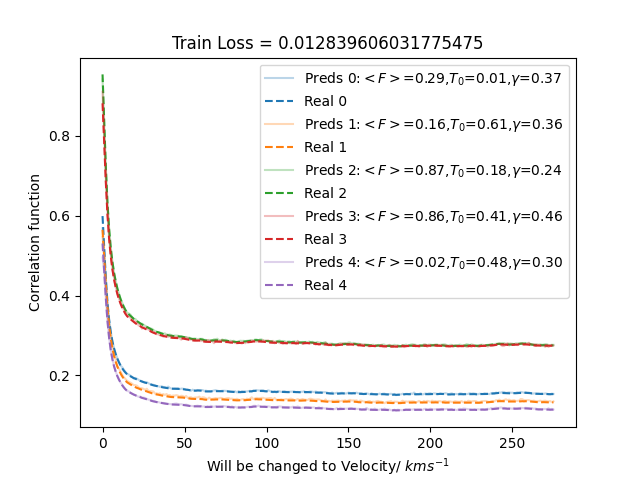 Train Loss = 0.012839606031775475
Preds 0: < F >=0.29,T₀=0.01,γ=0.37
Real 0
Preds 1: < F >=0.16,T₀=0.61,γ=0.36
Real 1
Preds 2: < F >=0.87,T₀=0.18,γ=0.24
Real 2
Preds 3: < F >=0.86,T₀=0.41,γ=0.46
Real 3
Preds 4: < F >=0.02,T₀=0.48,γ=0.30
Real 4
Correlation function
0.8
0.6
0.4
0.2
0 50 100 150 200 250
Will be changed to Velocity/ kms⁻¹